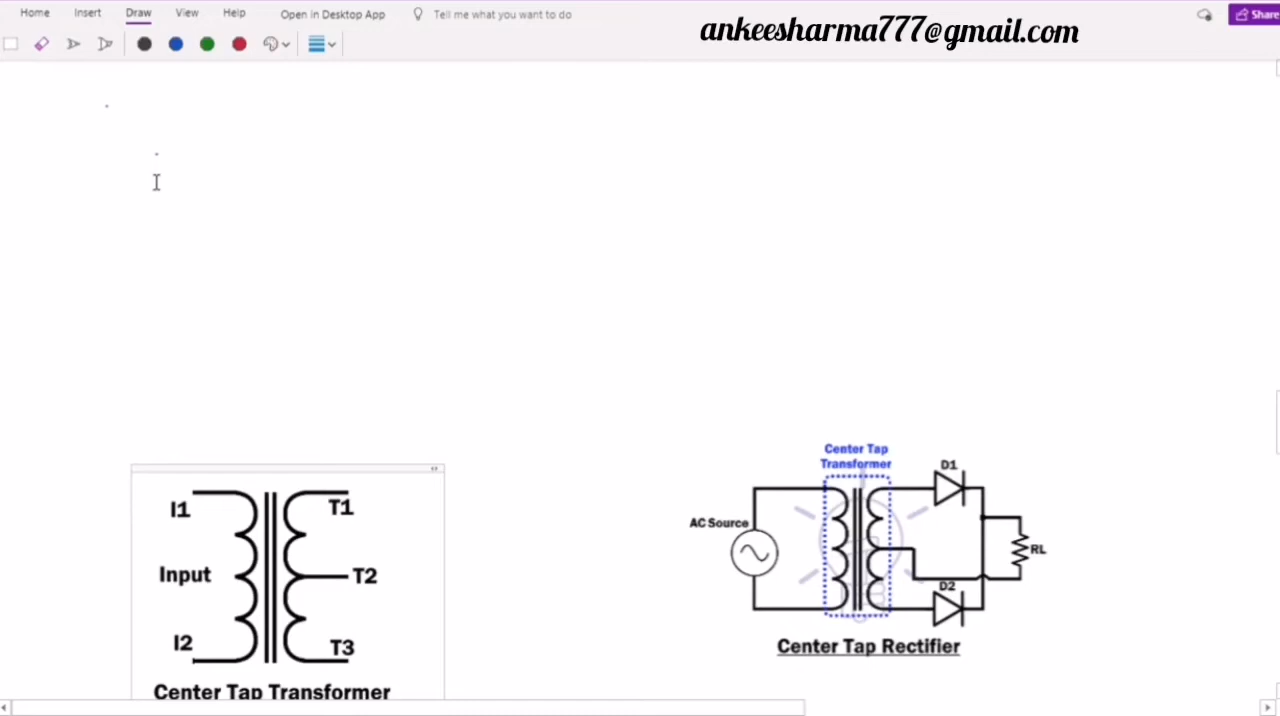 Home Insert Draw View Help Open in Desktop App Tell me what you want to do
ankeesharma777@gmail.com
Share
Center Tap
Transformer
D1
AC Source
RL
D2
Center Tap Rectifier
I1
T1
Input
T2
I2
T3
Center Tap Transformer